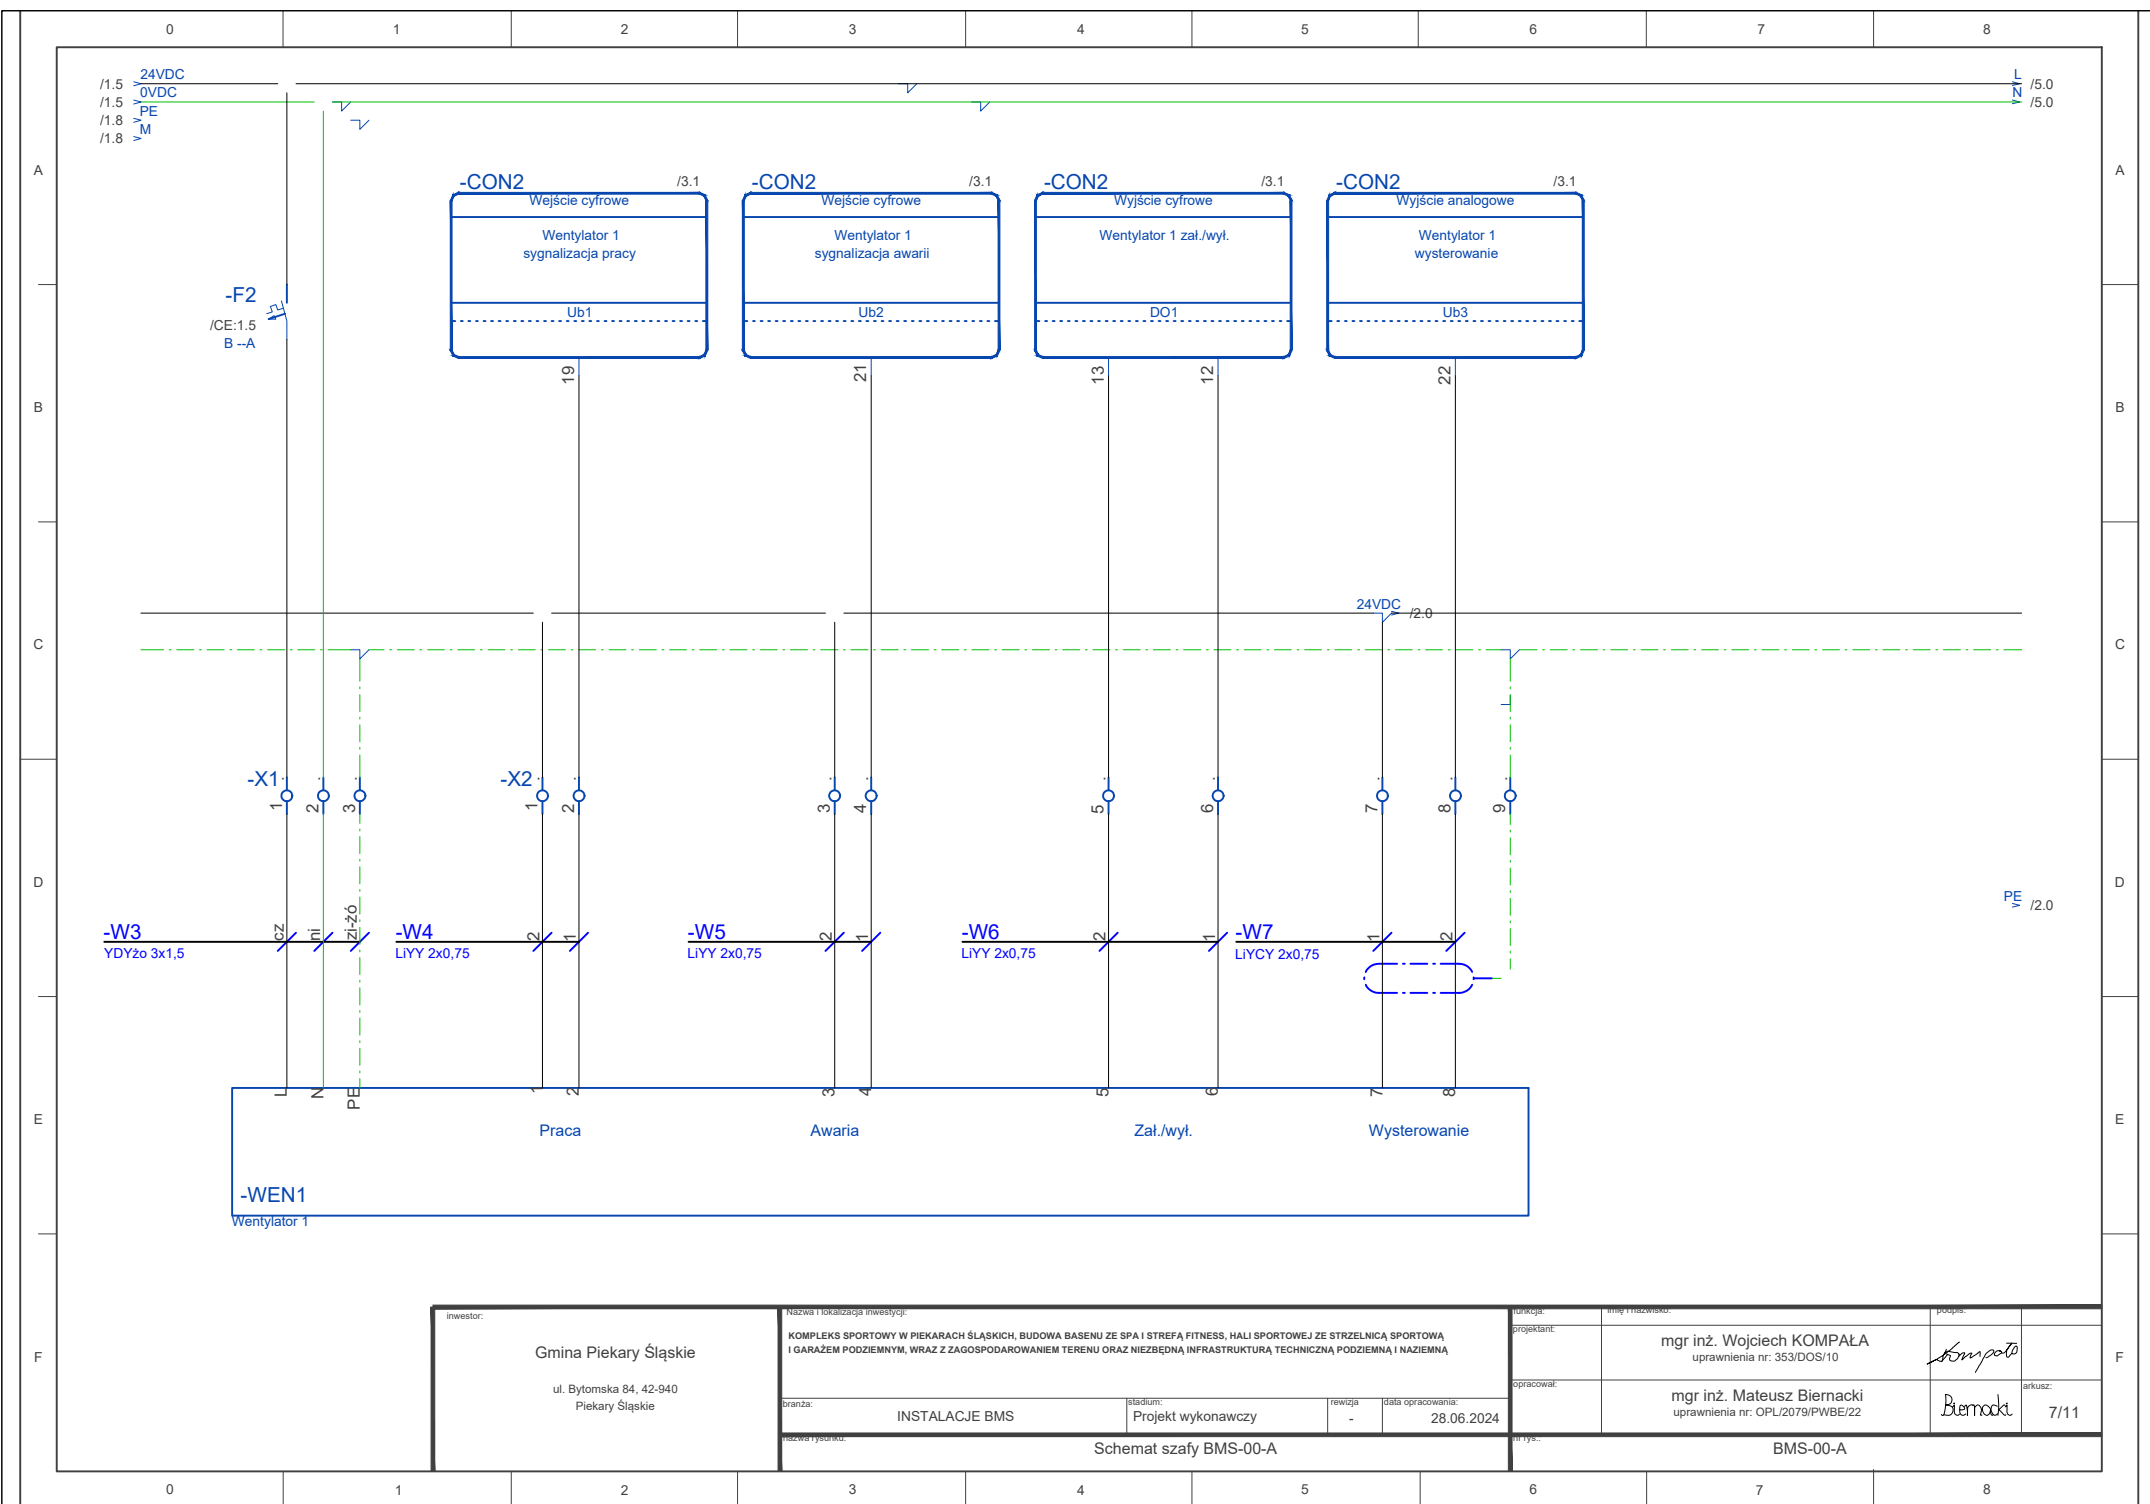 0 1 2 3 4 5 6 7 8
/1.5 24VDC
/1.5 0VDC
/1.8 PE
/1.8 M
L /5.0
N /5.0
A A
-CON2 /3.1
Wejście cyfrowe
Wentylator 1
sygnalizacja pracy
Ub1
19
-CON2 /3.1
Wejście cyfrowe
Wentylator 1
sygnalizacja awarii
Ub2
21
-CON2 /3.1
Wyjście cyfrowe
Wentylator 1 zał./wył.
DO1
13 12
-CON2 /3.1
Wyjście analogowe
Wentylator 1
wysterowanie
Ub3
22
-F2
/CE:1.5
B --A
B B
24VDC /2.0
C C
-X1 1 2 3
-X2 1 2 3 4 5 6 7 8 9
D D
PE /2.0
-W3 cz ni zi-żó
YDYżo 3x1,5
-W4 2 1
LiYY 2x0,75
-W5 2 1
LiYY 2x0,75
-W6 2 1
LiYY 2x0,75
-W7 1 2
LiYCY 2x0,75
L N PE 1 2 3 4 5 6 7 8
E E
Praca Awaria Zał./wył. Wysterowanie
-WEN1
Wentylator 1
F F
inwestor:
Gmina Piekary Śląskie
ul. Bytomska 84, 42-940
Piekary Śląskie
Nazwa i lokalizacja inwestycji:
KOMPLEKS SPORTOWY W PIEKARACH ŚLĄSKICH, BUDOWA BASENU ZE SPA I STREFĄ FITNESS, HALI SPORTOWEJ ZE STRZELNICĄ SPORTOWĄ
I GARAŻEM PODZIEMNYM, WRAZ Z ZAGOSPODAROWANIEM TERENU ORAZ NIEZBĘDNĄ INFRASTRUKTURĄ TECHNICZNĄ PODZIEMNĄ I NAZIEMNĄ
branża:
INSTALACJE BMS
stadium:
Projekt wykonawczy
rewizja
-
data opracowania:
28.06.2024
nazwa rysunku:
Schemat szafy BMS-00-A
funkcja: imię i nazwisko: podpis:
projektant:
mgr inż. Wojciech KOMPAŁA
uprawnienia nr: 353/DOS/10
Kompała
opracował:
mgr inż. Mateusz Biernacki
uprawnienia nr: OPL/2079/PWBE/22
Biernacki
arkusz:
7/11
nr rys.:
BMS-00-A
0 1 2 3 4 5 6 7 8